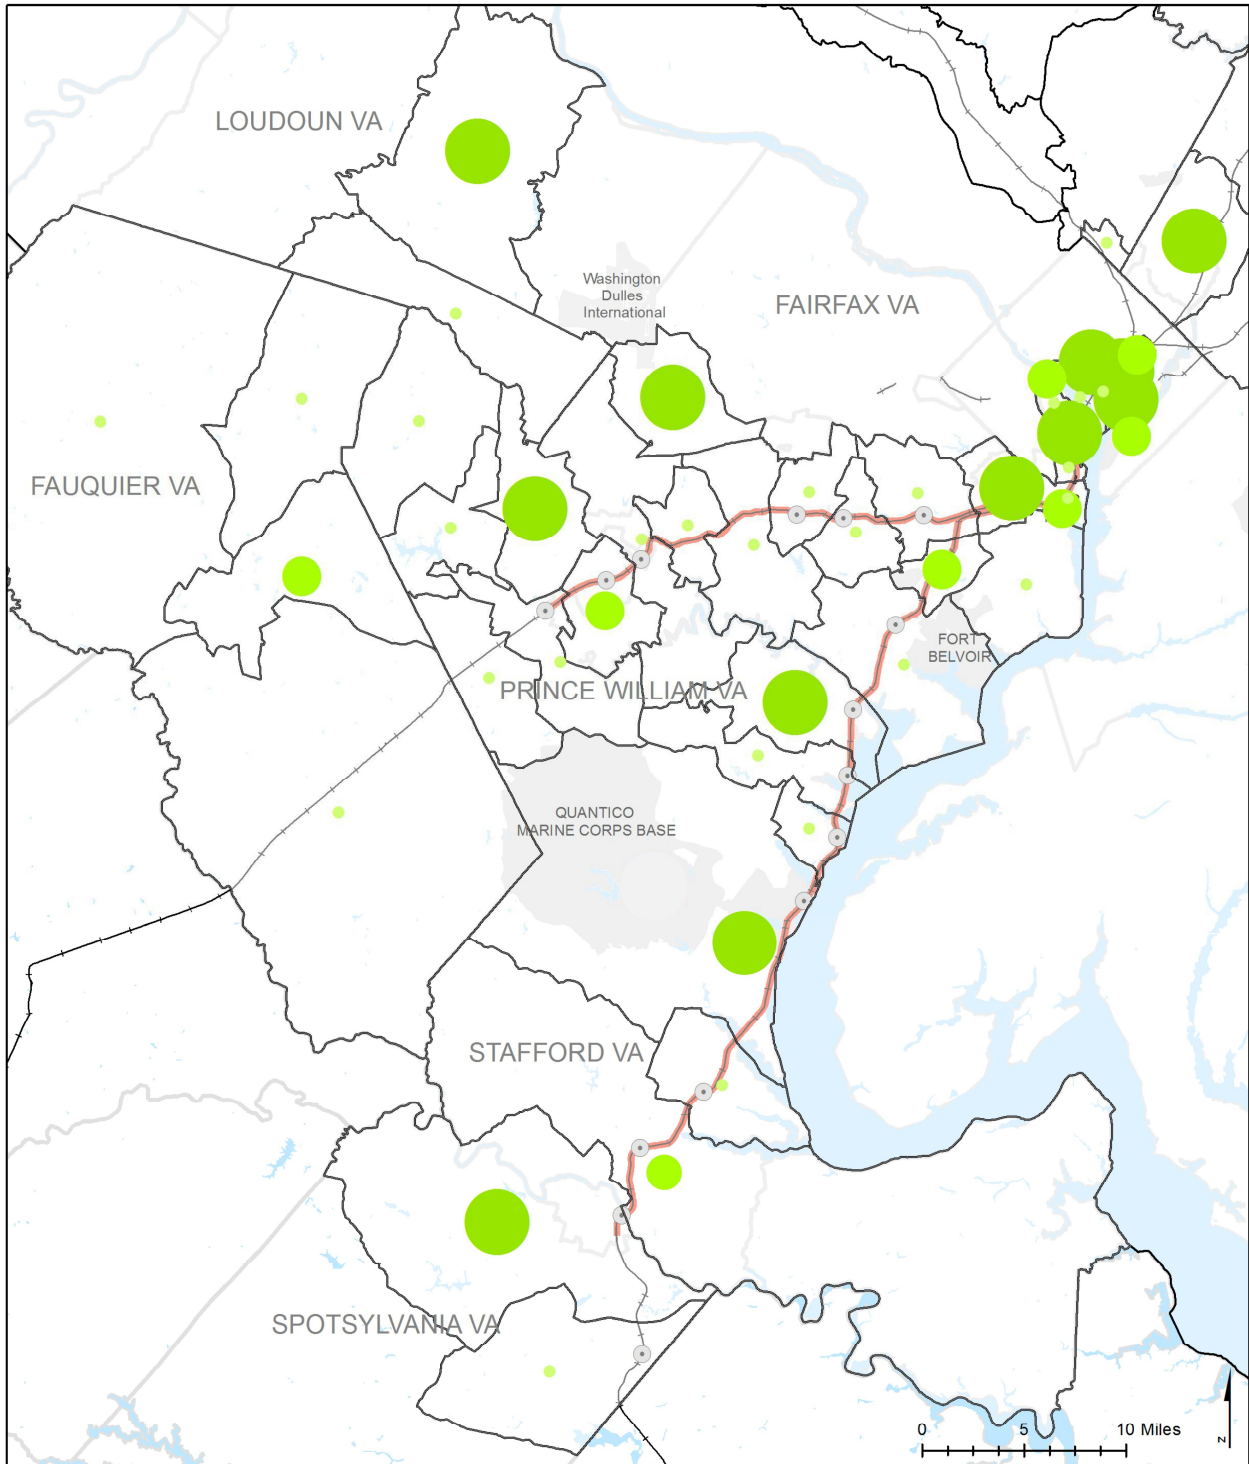 LOUDOUN VA
Washington
Dulles
International
FAIRFAX VA
FAUQUIER VA
FORT
BELVOIR
PRINCE WILLIAM VA
QUANTICO
MARINE CORPS BASE
STAFFORD VA
SPOTSYLVANIA VA
0 5 10 Miles
N